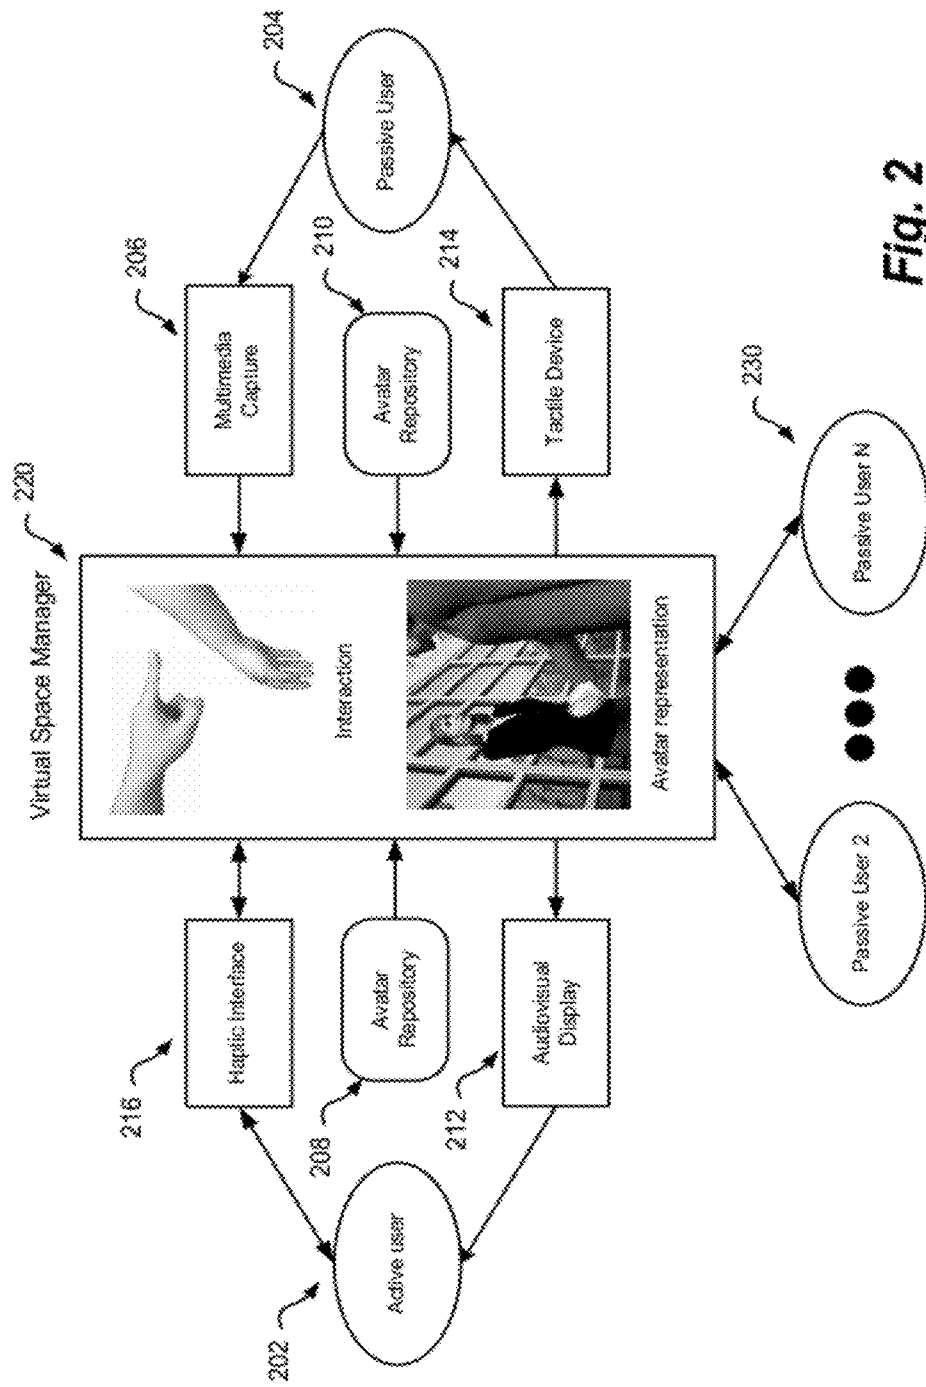 Virtual Space Manager
220
216
Haptic Interface
206
Multimedia
Capture
Interaction
202
Active user
208
Avatar
Repository
210
Avatar
Repository
204
Passive User
212
Audiovisual
Display
214
Tactile Device
Avatar representation
Passive User 2
Passive User N
230
Fig. 2